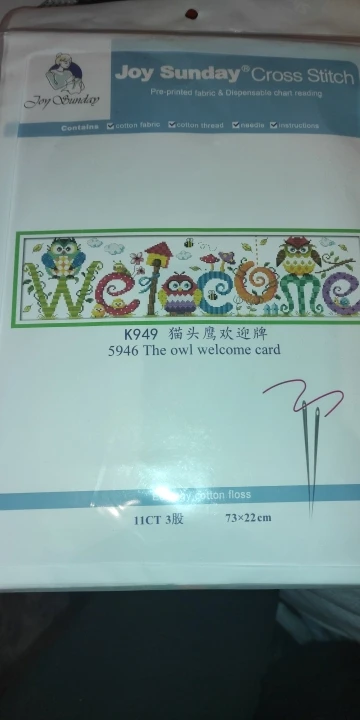 Joy Sunday® Cross Stitch
Pre-printed fabric & Dispensable chart reading
Joy Sunday
Contains ☑cotton fabric ☑cotton thread ☑needle ☑instructions
Welcome
K949 猫头鹰欢迎牌
5946 The owl welcome card
cotton floss
11CT 3股 73×22cm